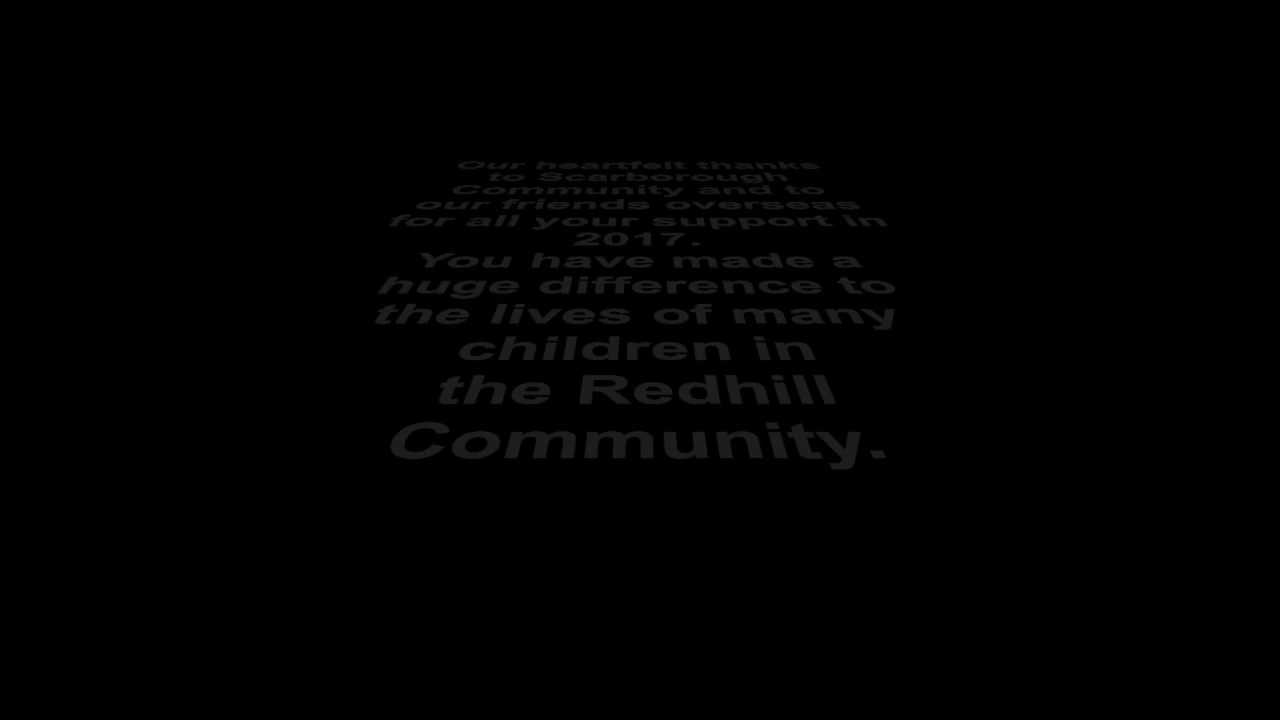 Our heartfelt thanks
to Scarborough
Community and to
our friends overseas
for all your support in
2017.
You have made a
huge difference to
the lives of many
children in
the Redhill
Community.